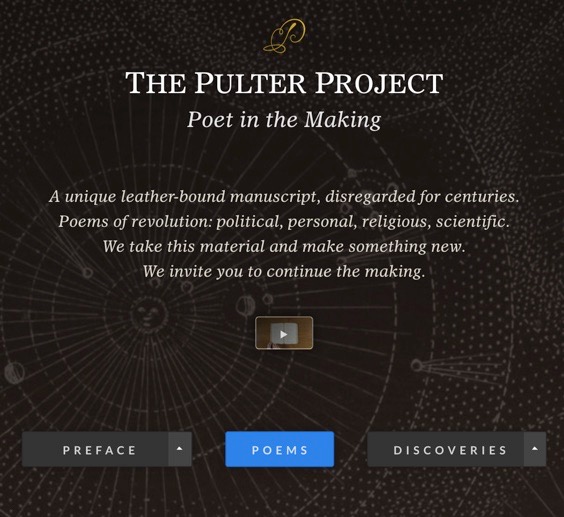 THE PULTER PROJECT
Poet in the Making
A unique leather-bound manuscript, disregarded for centuries.
Poems of revolution: political, personal, religious, scientific.
We take this material and make something new.
We invite you to continue the making.
PREFACE
POEMS
DISCOVERIES